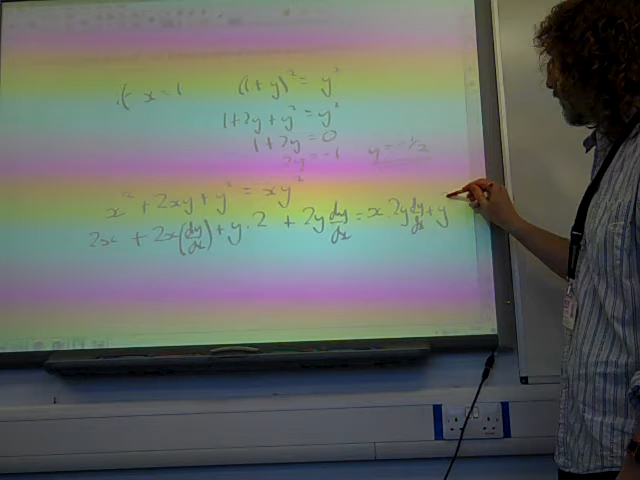 if x = 1 (1+y)² = y²
1+2y+y² = y²
1+2y = 0
2y = -1 y = -1/2
x² + 2xy + y² = xy²
2x + 2x(dy/dx) + y.2 + 2y dy/dx = x.2y dy/dx + y